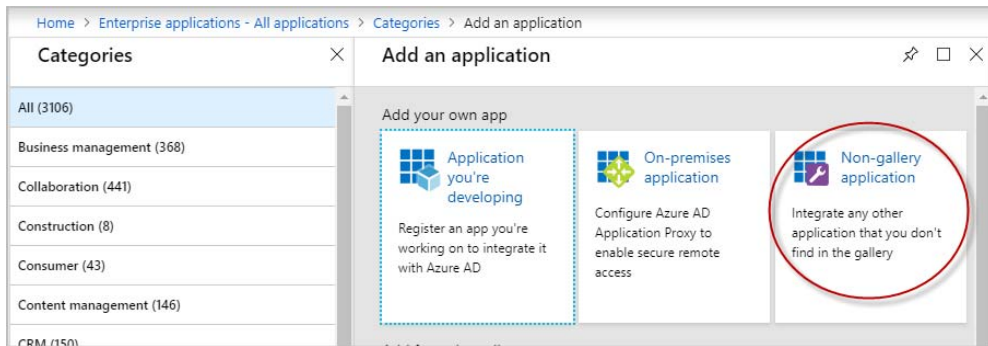 Home > Enterprise applications - All applications > Categories > Add an application
Categories
All (3106)
Business management (368)
Collaboration (441)
Construction (8)
Consumer (43)
Content management (146)
CRM (150)
Add an application
Add your own app
Application
you're
developing
Register an app you're
working on to integrate it
with Azure AD
On-premises
application
Configure Azure AD
Application Proxy to
enable secure remote
access
Non-gallery
application
Integrate any other
application that you don't
find in the gallery